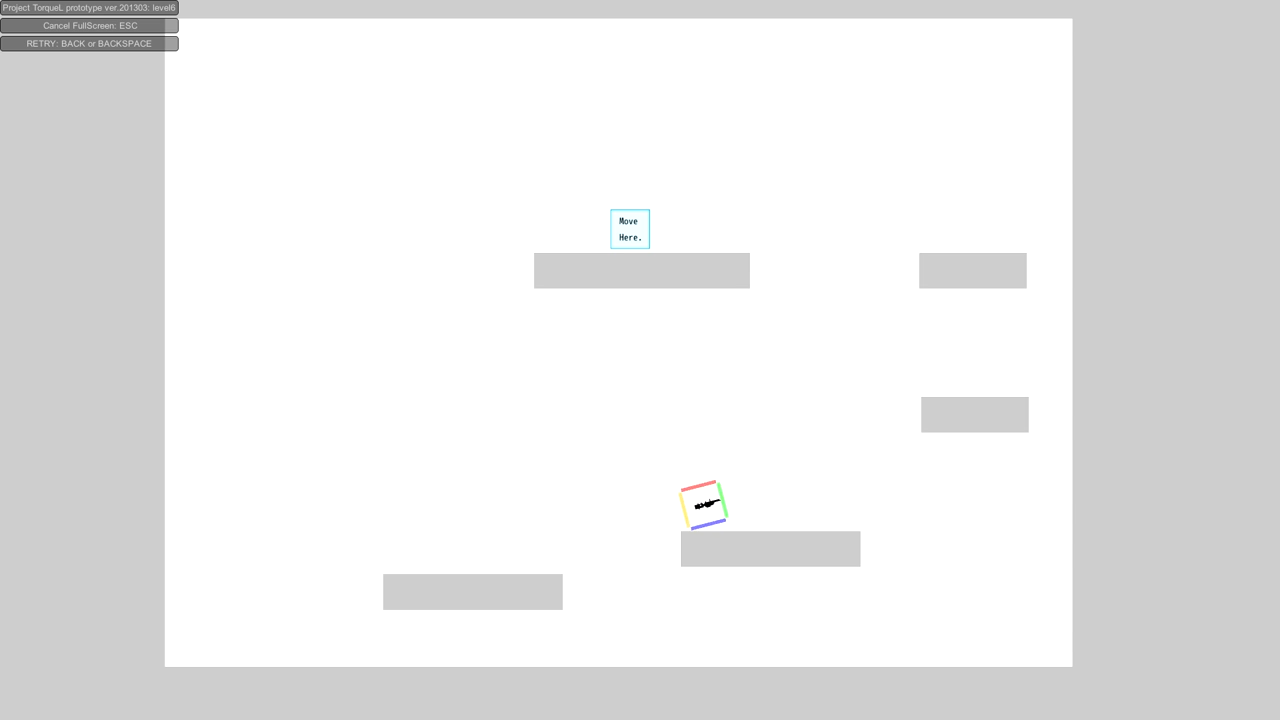 Project TorqueL prototype ver.201303: level6
Cancel FullScreen: ESC
RETRY: BACK or BACKSPACE
Move
Here.